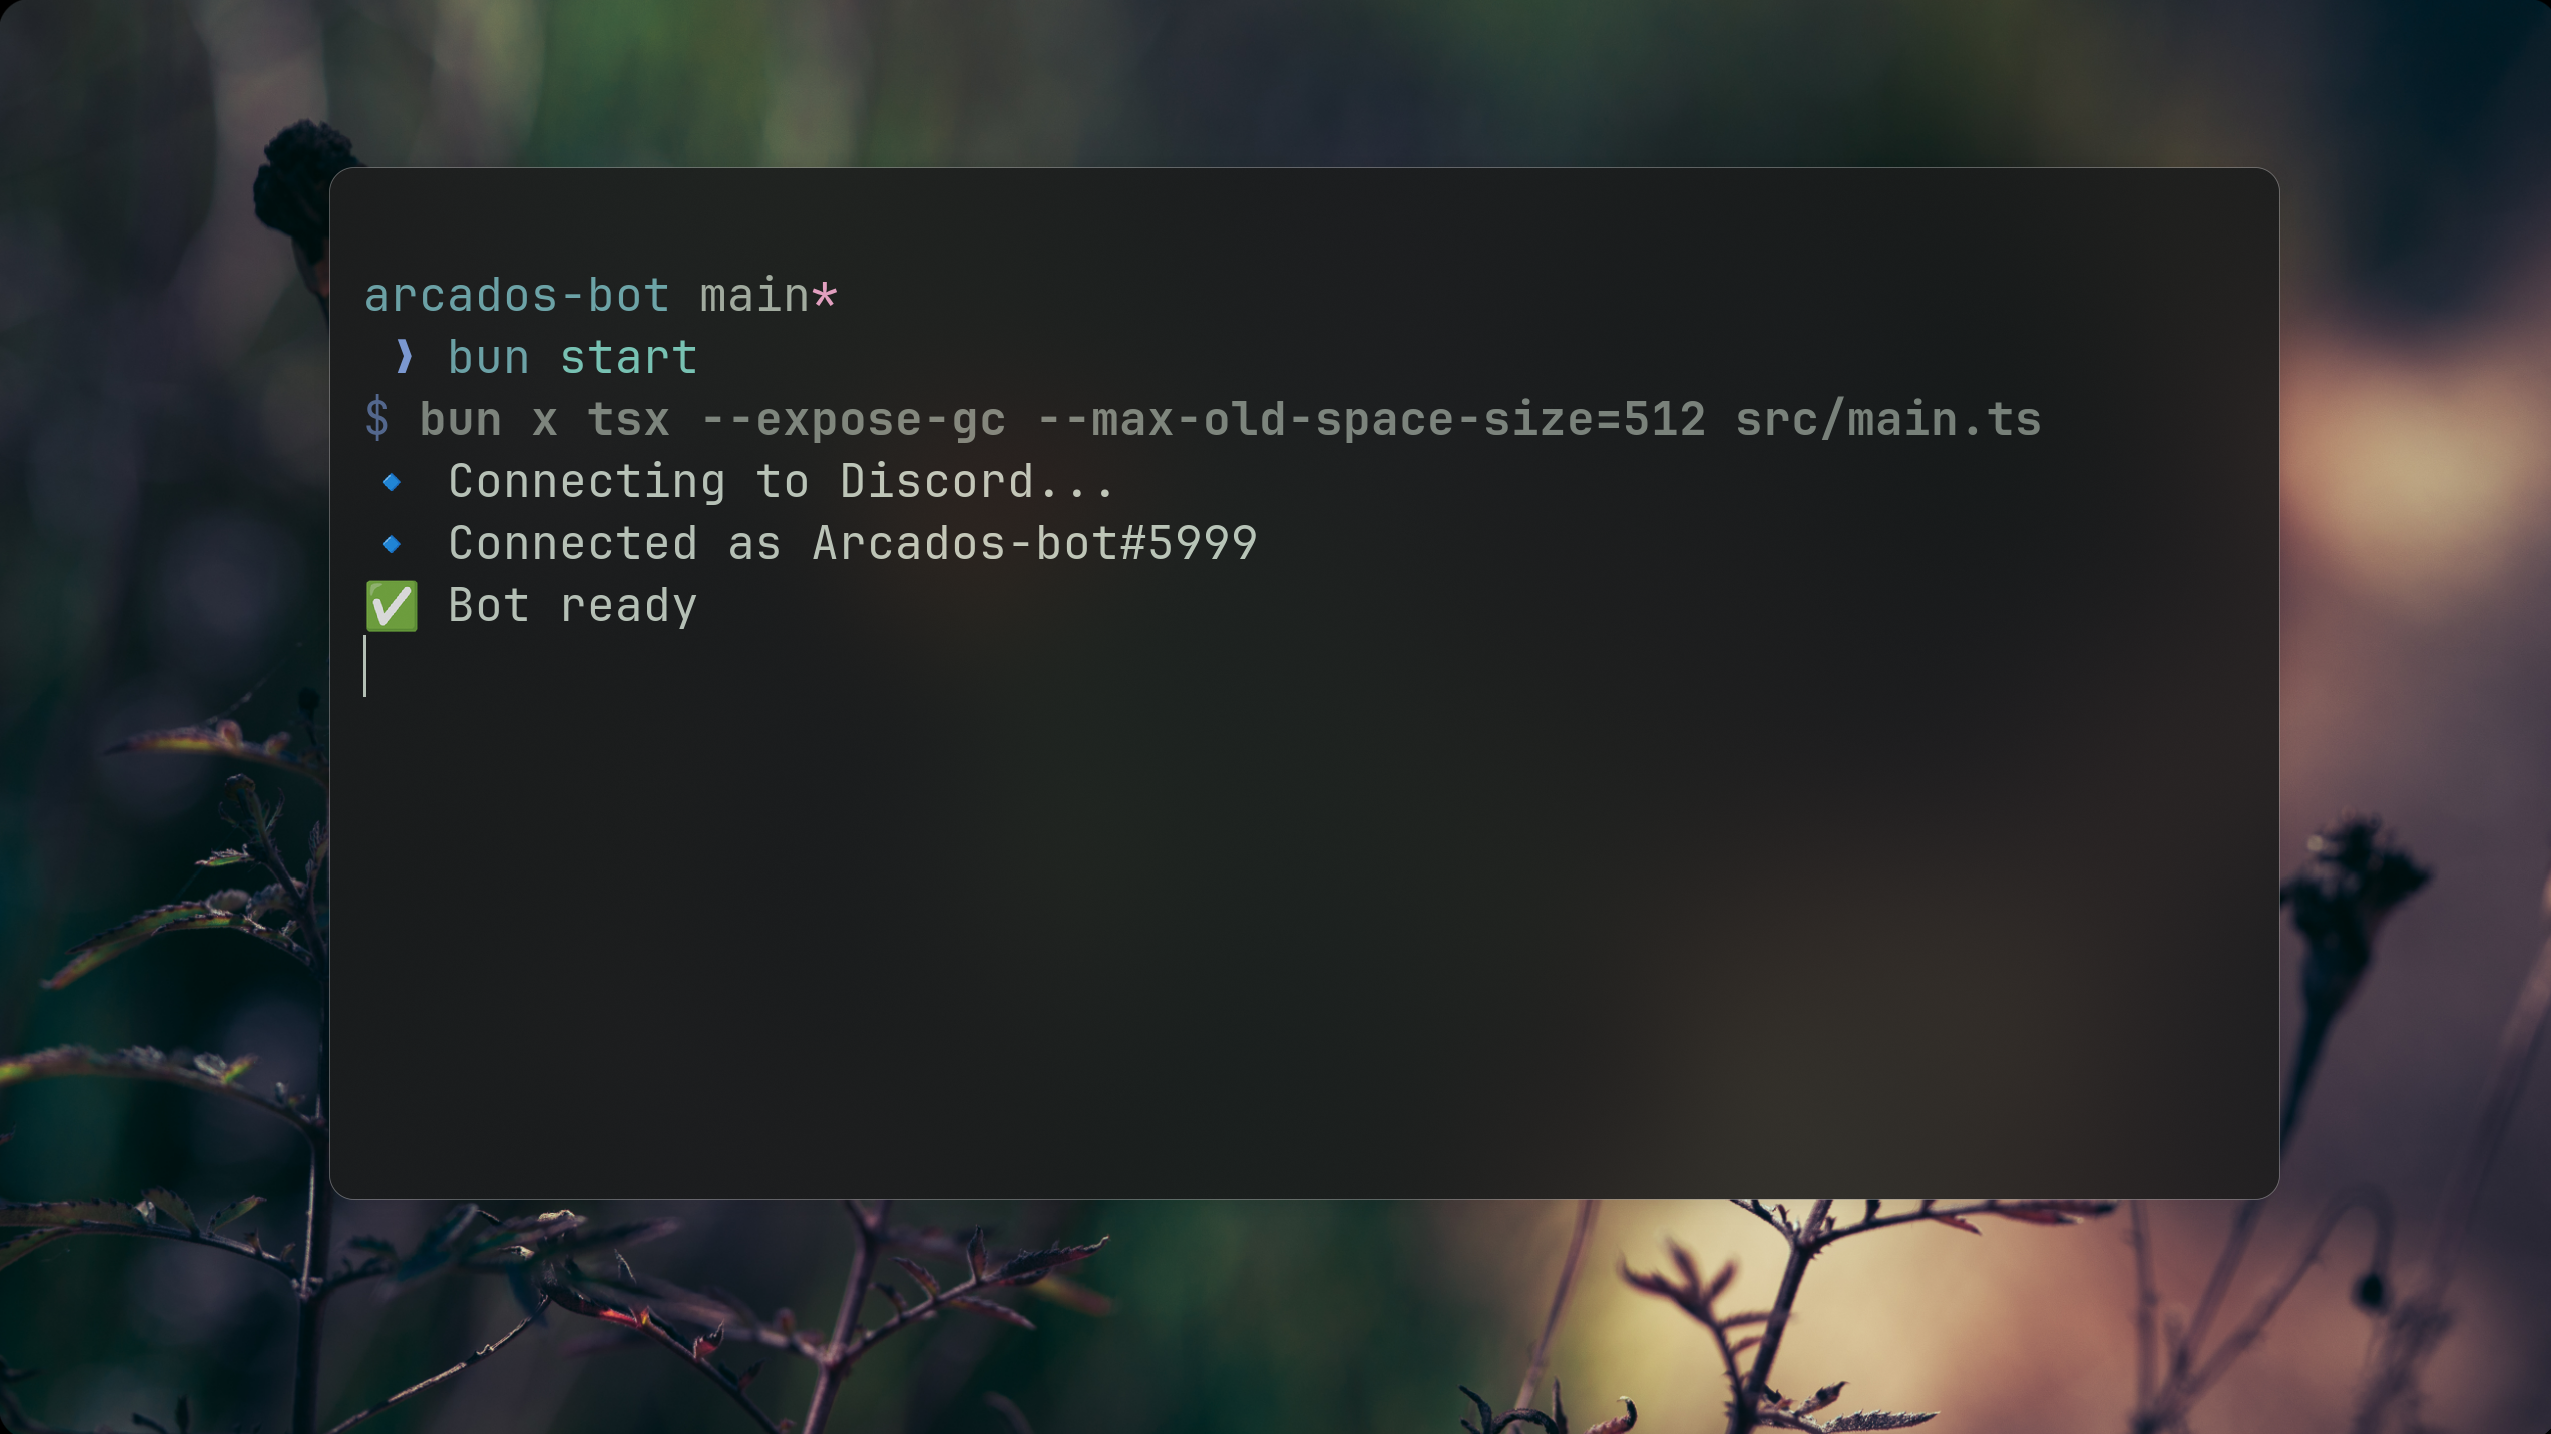 arcados-bot main*
❱ bun start
$ bun x tsx --expose-gc --max-old-space-size=512 src/main.ts
🔹 Connecting to Discord...
🔹 Connected as Arcados-bot#5999
✅ Bot ready